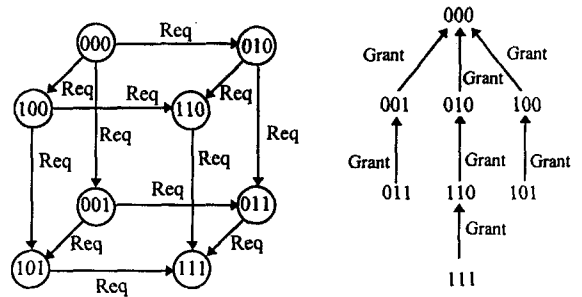 000 Req 010
Req Req Req
100 Req 110 Req
Req Req
001 Req 011
Req Req
101 Req 111
000
Grant Grant Grant
001 010 100
Grant Grant Grant
011 110 101
Grant
111